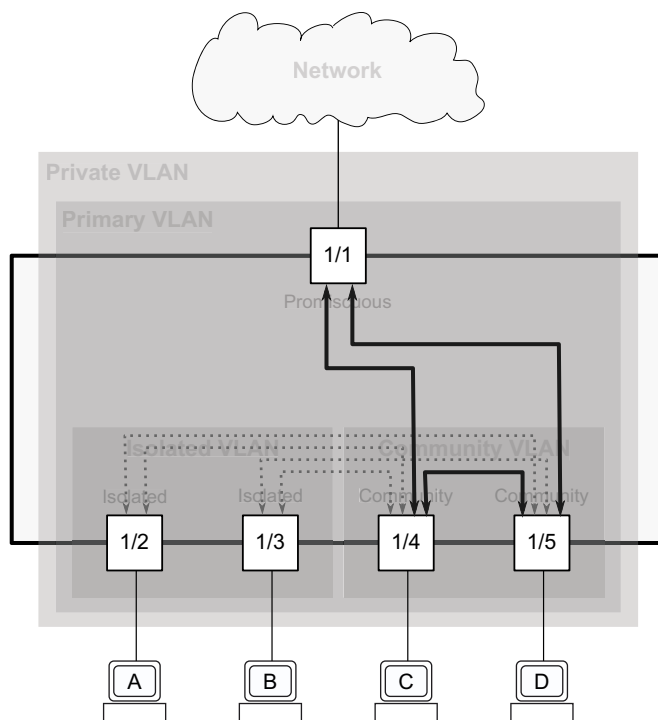 Network
Private VLAN
Primary VLAN
1/1
Promiscuous
Isolated VLAN
Community VLAN
Isolated
Isolated
Community
Community
1/2
1/3
1/4
1/5
A
B
C
D